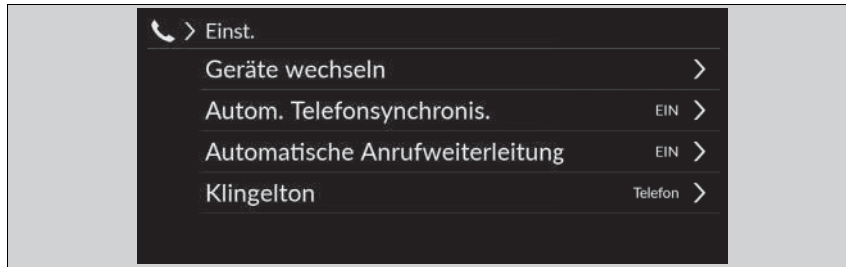 Einst.
Geräte wechseln
Autom. Telefonsynchronis. EIN
Automatische Anrufweiterleitung EIN
Klingelton Telefon